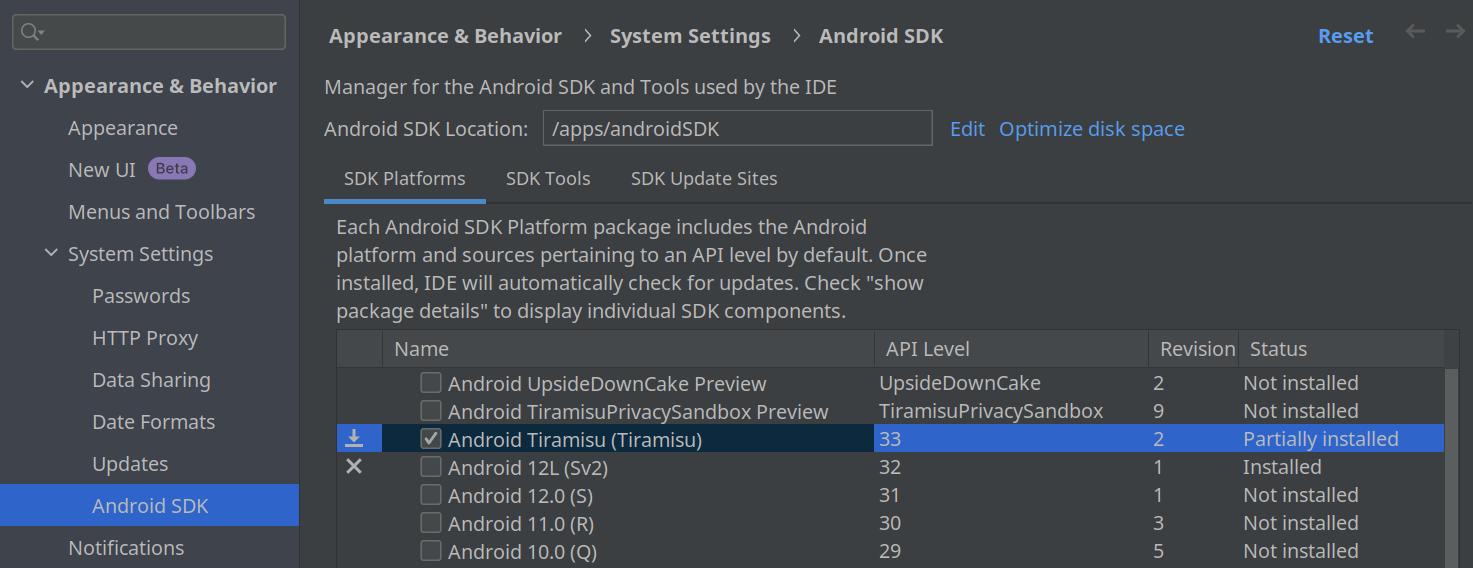 Appearance & Behavior
Appearance
New UI Beta
Menus and Toolbars
System Settings
Passwords
HTTP Proxy
Data Sharing
Date Formats
Updates
Android SDK
Notifications
Appearance & Behavior > System Settings > Android SDK
Reset
Manager for the Android SDK and Tools used by the IDE
Android SDK Location: /apps/androidSDK Edit Optimize disk space
SDK Platforms SDK Tools SDK Update Sites
Each Android SDK Platform package includes the Android
platform and sources pertaining to an API level by default. Once
installed, IDE will automatically check for updates. Check "show
package details" to display individual SDK components.
Name API Level Revision Status
Android UpsideDownCake Preview UpsideDownCake 2 Not installed
Android TiramisuPrivacySandbox Preview TiramisuPrivacySandbox 9 Not installed
Android Tiramisu (Tiramisu) 33 2 Partially installed
Android 12L (Sv2) 32 1 Installed
Android 12.0 (S) 31 1 Not installed
Android 11.0 (R) 30 3 Not installed
Android 10.0 (Q) 29 5 Not installed